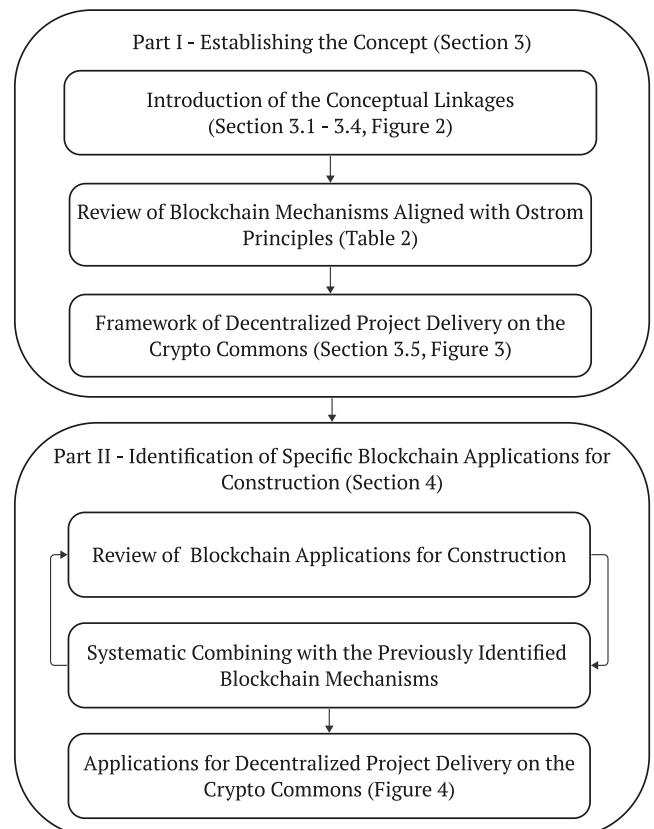 Part I - Establishing the Concept (Section 3)
Introduction of the Conceptual Linkages
(Section 3.1 - 3.4, Figure 2)
Review of Blockchain Mechanisms Aligned with Ostrom
Principles (Table 2)
Framework of Decentralized Project Delivery on the
Crypto Commons (Section 3.5, Figure 3)
Part II - Identification of Specific Blockchain Applications for
Construction (Section 4)
Review of Blockchain Applications for Construction
Systematic Combining with the Previously Identified
Blockchain Mechanisms
Applications for Decentralized Project Delivery on the
Crypto Commons (Figure 4)